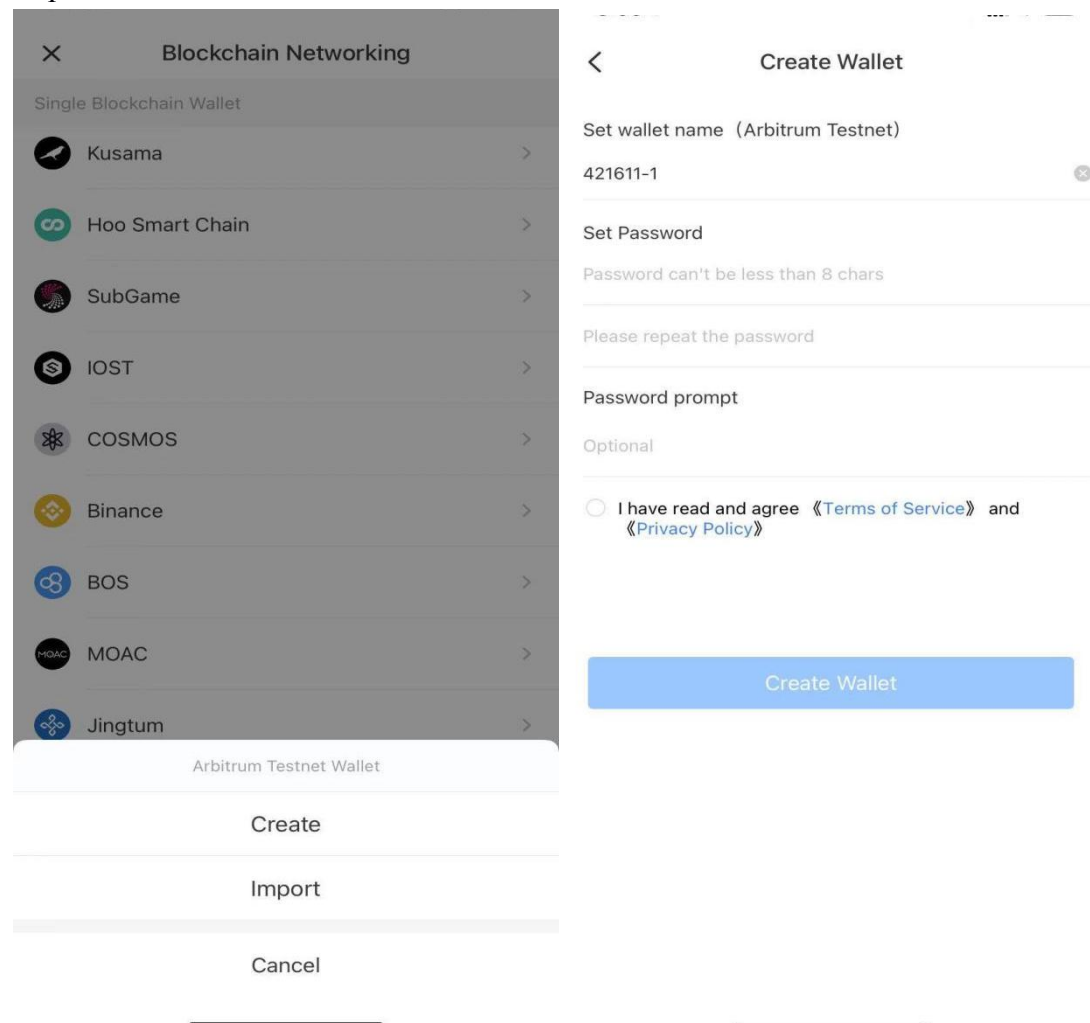 Blockchain Networking
Single Blockchain Wallet
Kusama
Hoo Smart Chain
SubGame
IOST
COSMOS
Binance
BOS
MOAC
MOAC
Jingtum
Arbitrum Testnet Wallet
Create
Import
Cancel
Create Wallet
Set wallet name（Arbitrum Testnet）
421611-1
Set Password
Password can't be less than 8 chars
Please repeat the password
Password prompt
Optional
I have read and agree 《Terms of Service》 and
《Privacy Policy》
Create Wallet